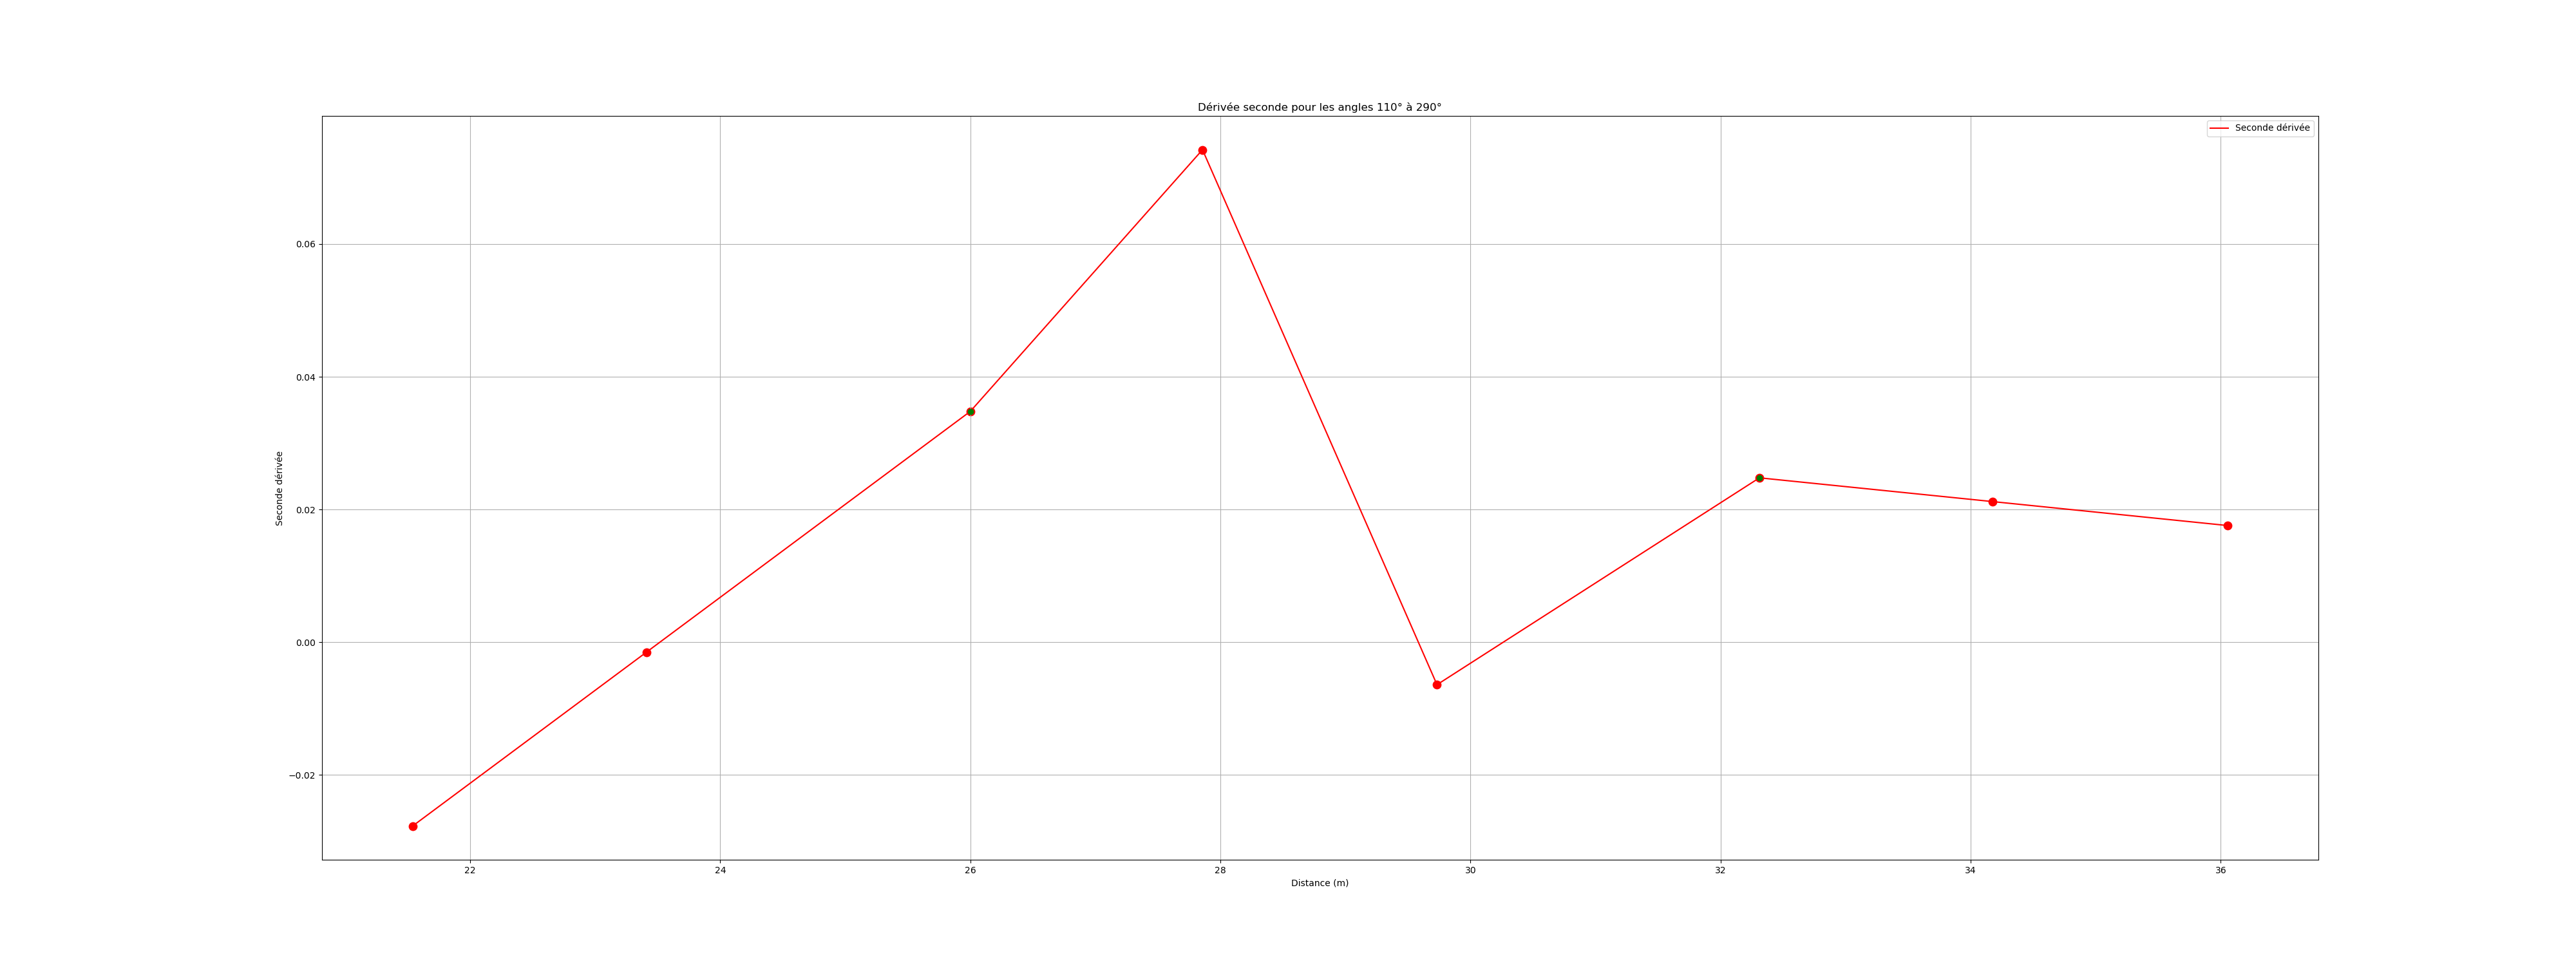 Dérivée seconde pour les angles 110° à 290°
Seconde dérivée
0.06
0.04
0.02
0.00
−0.02
Seconde dérivée
22 24 26 28 30 32 34 36
Distance (m)